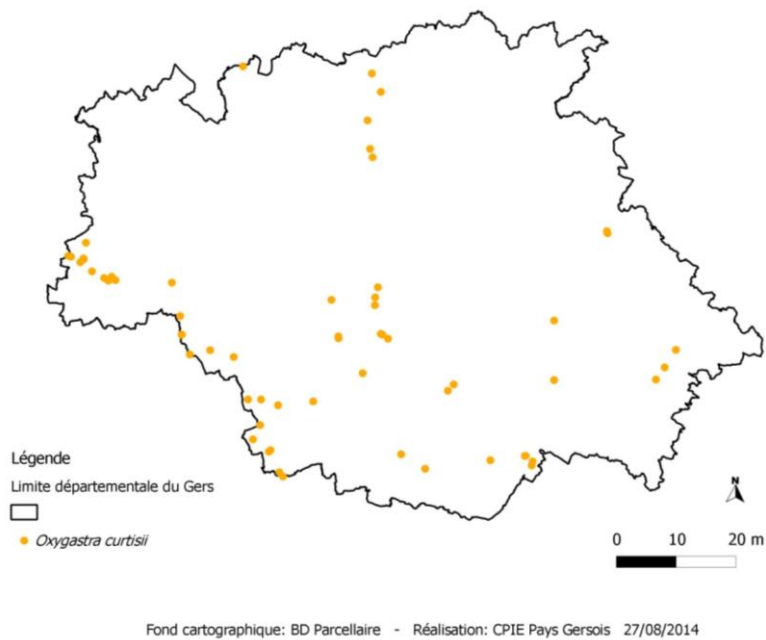 Légende
Limite départementale du Gers
Oxygastra curtisii
N
0 10 20 m
Fond cartographique: BD Parcellaire - Réalisation: CPIE Pays Gersois 27/08/2014